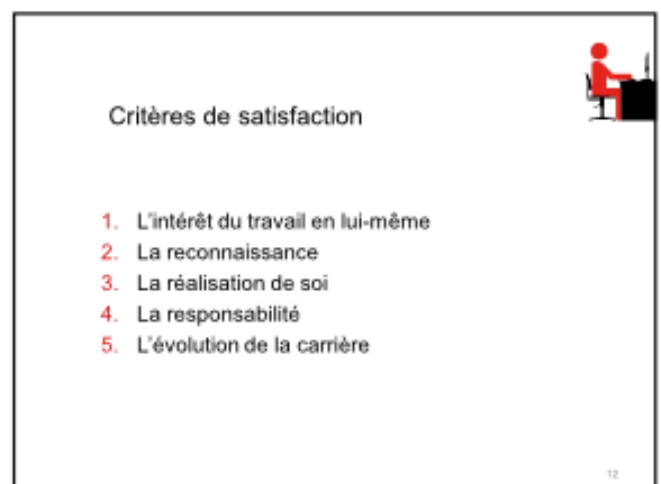 Critères de satisfaction
1. L'intérêt du travail en lui-même
2. La reconnaissance
3. La réalisation de soi
4. La responsabilité
5. L'évolution de la carrière
12